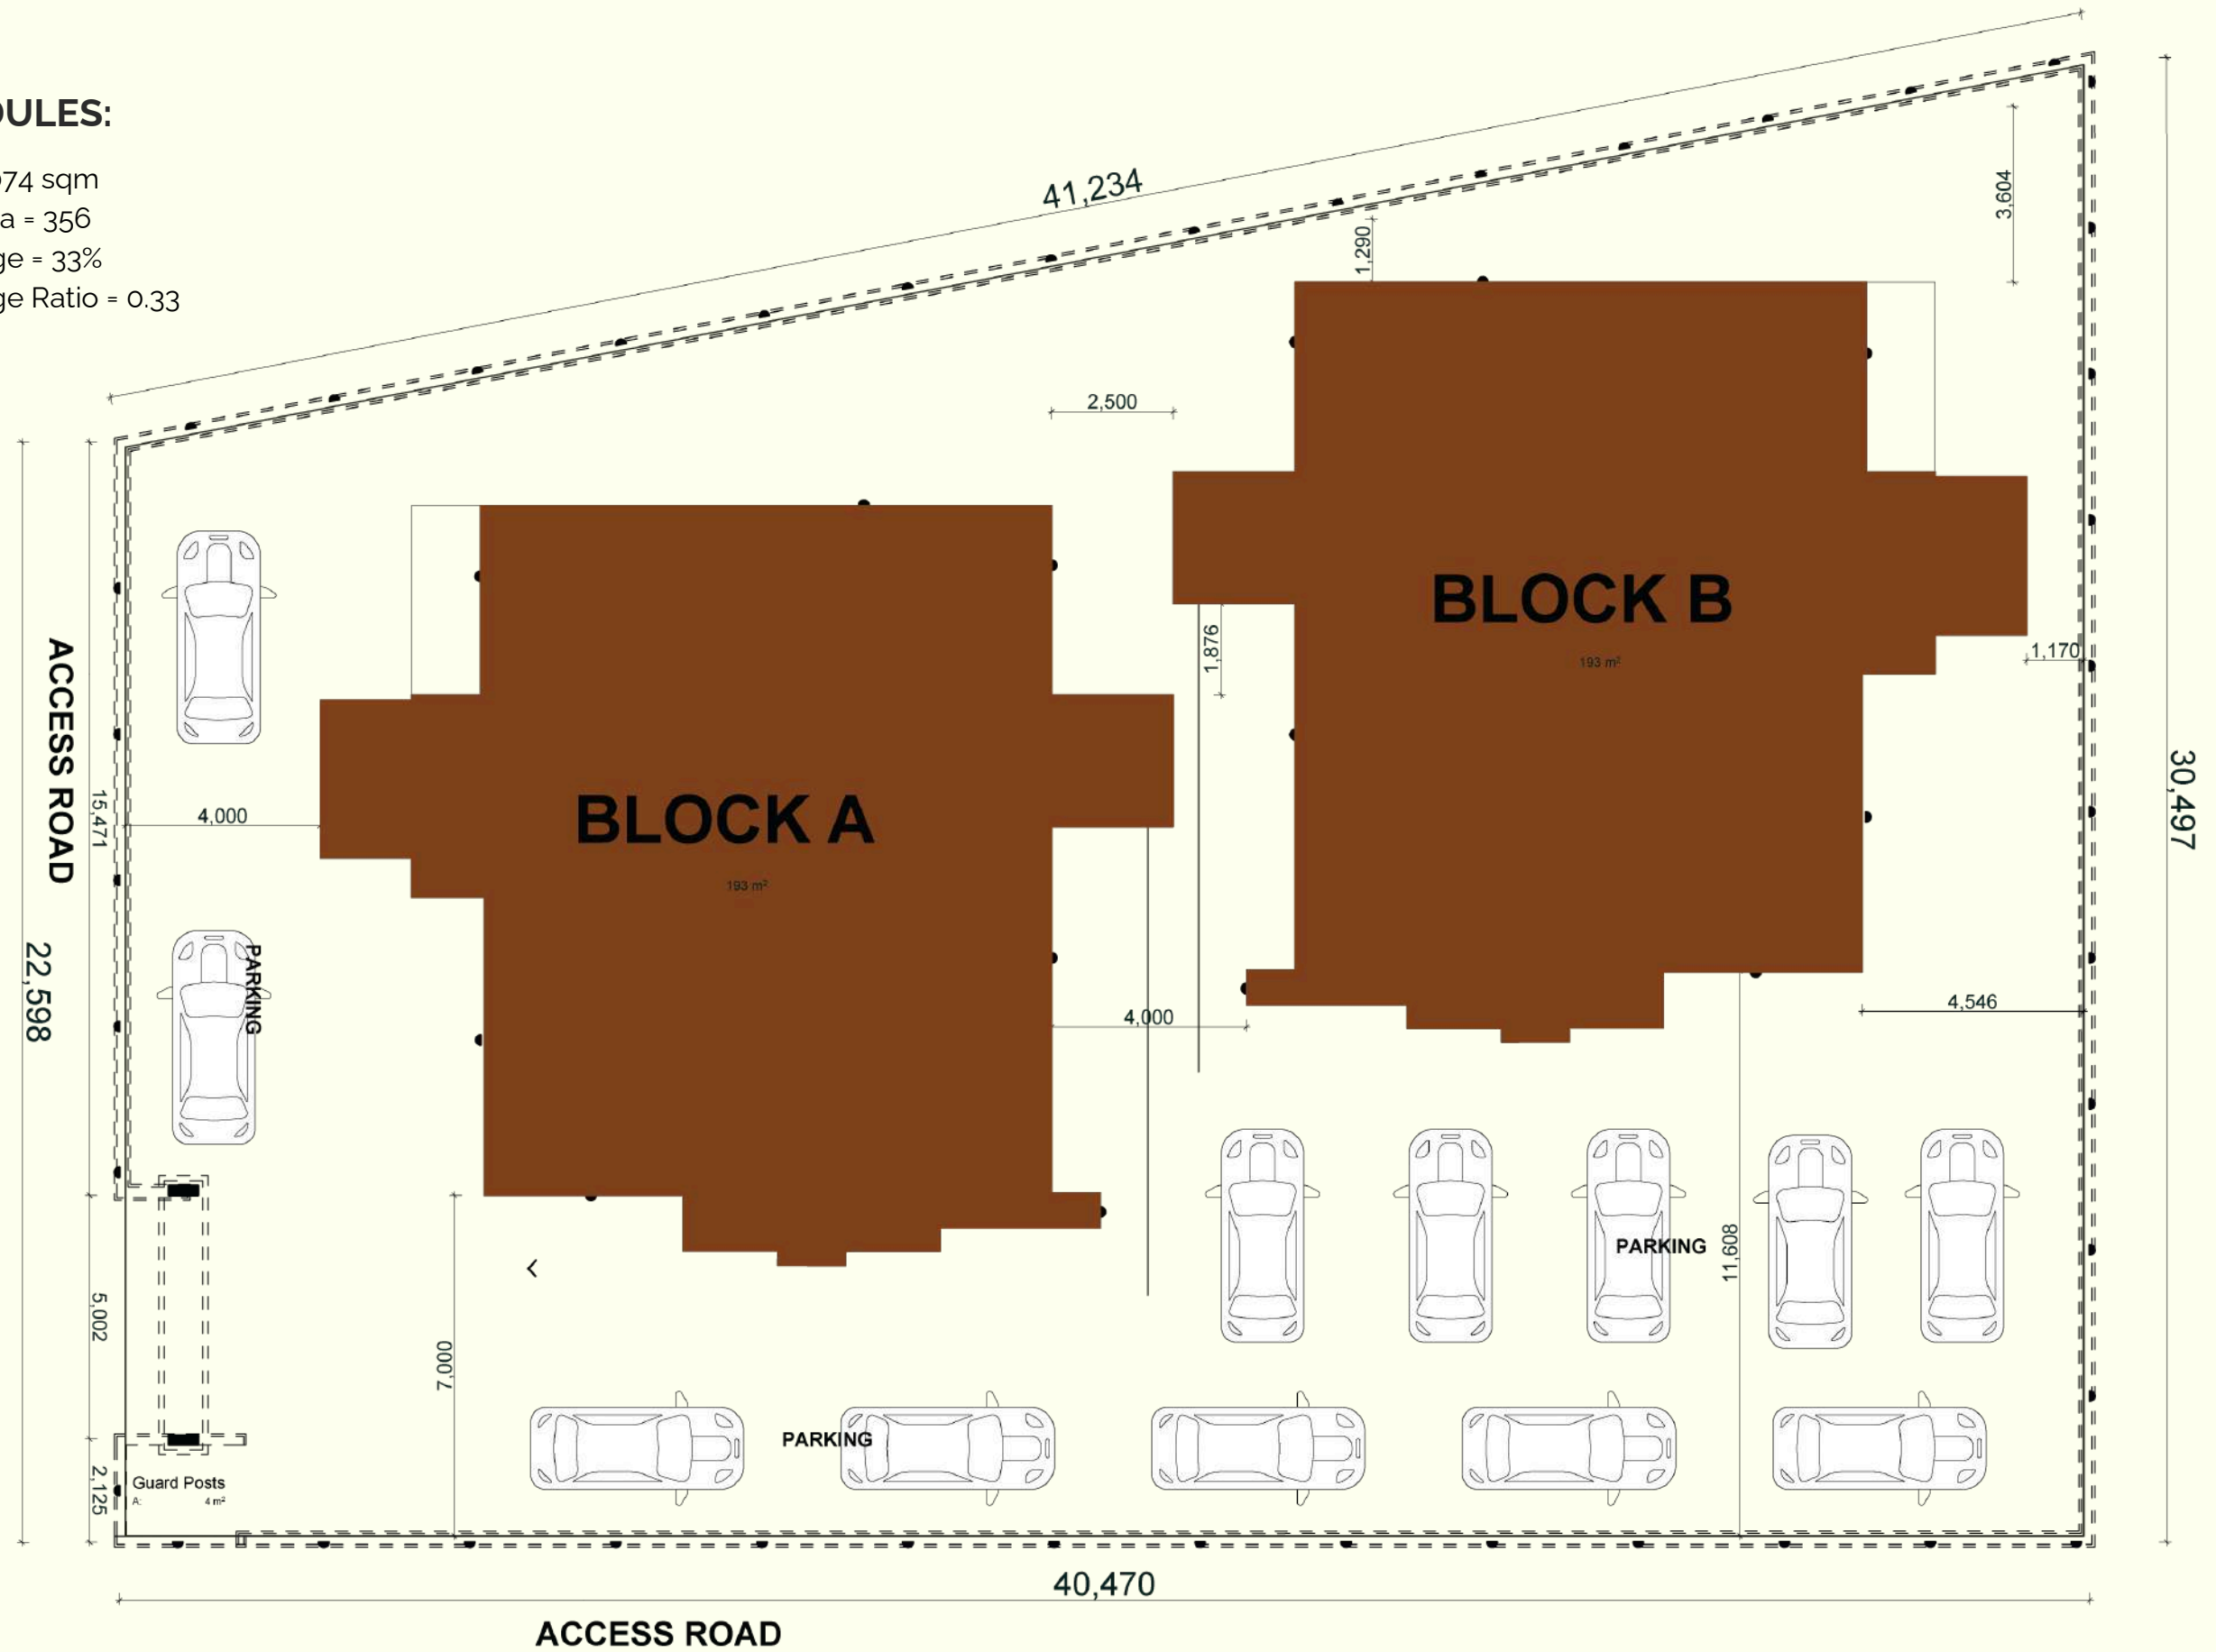 DULES:
074 sqm
a = 356
ge = 33%
ge Ratio = 0.33
41,234
3,604
1,290
2,500
BLOCK B
193 m²
1,876
1,170
ACCESS ROAD
15,471
4,000
BLOCK A
193 m²
30,497
22,598
PARKING
4,000
4,546
PARKING
11,608
5,002
7,000
PARKING
2,125
Guard Posts
A: 4 m²
40,470
ACCESS ROAD